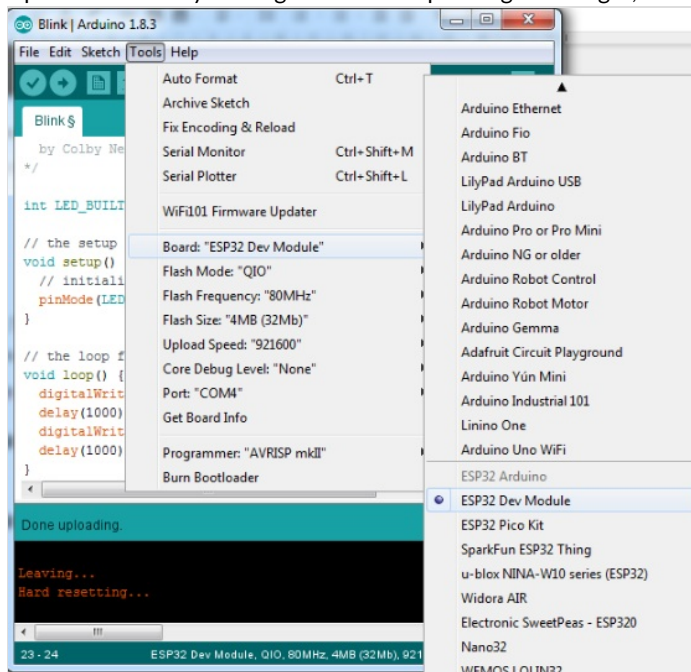 Blink | Arduino 1.8.3
File Edit Sketch Tools Help
Blink §
by Colby Ne
*/
int LED_BUILT
// the setup
void setup()
// initiali
pinMode(LED
}
// the loop f
void loop() {
digitalWrit
delay(1000)
digitalWrit
delay(1000)
}
Done uploading.
Leaving...
Hard resetting...
23 - 24
ESP32 Dev Module, QIO, 80MHz, 4MB (32Mb), 921
Auto Format Ctrl+T
Archive Sketch
Fix Encoding & Reload
Serial Monitor Ctrl+Shift+M
Serial Plotter Ctrl+Shift+L
WiFi101 Firmware Updater
Board: "ESP32 Dev Module"
Flash Mode: "QIO"
Flash Frequency: "80MHz"
Flash Size: "4MB (32Mb)"
Upload Speed: "921600"
Core Debug Level: "None"
Port: "COM4"
Get Board Info
Programmer: "AVRISP mkII"
Burn Bootloader
Arduino Ethernet
Arduino Fio
Arduino BT
LilyPad Arduino USB
LilyPad Arduino
Arduino Pro or Pro Mini
Arduino NG or older
Arduino Robot Control
Arduino Robot Motor
Arduino Gemma
Adafruit Circuit Playground
Arduino Yún Mini
Arduino Industrial 101
Linino One
Arduino Uno WiFi
ESP32 Arduino
ESP32 Dev Module
ESP32 Pico Kit
SparkFun ESP32 Thing
u-blox NINA-W10 series (ESP32)
Widora AIR
Electronic SweetPeas - ESP320
Nano32
WEMOS LOLIN32